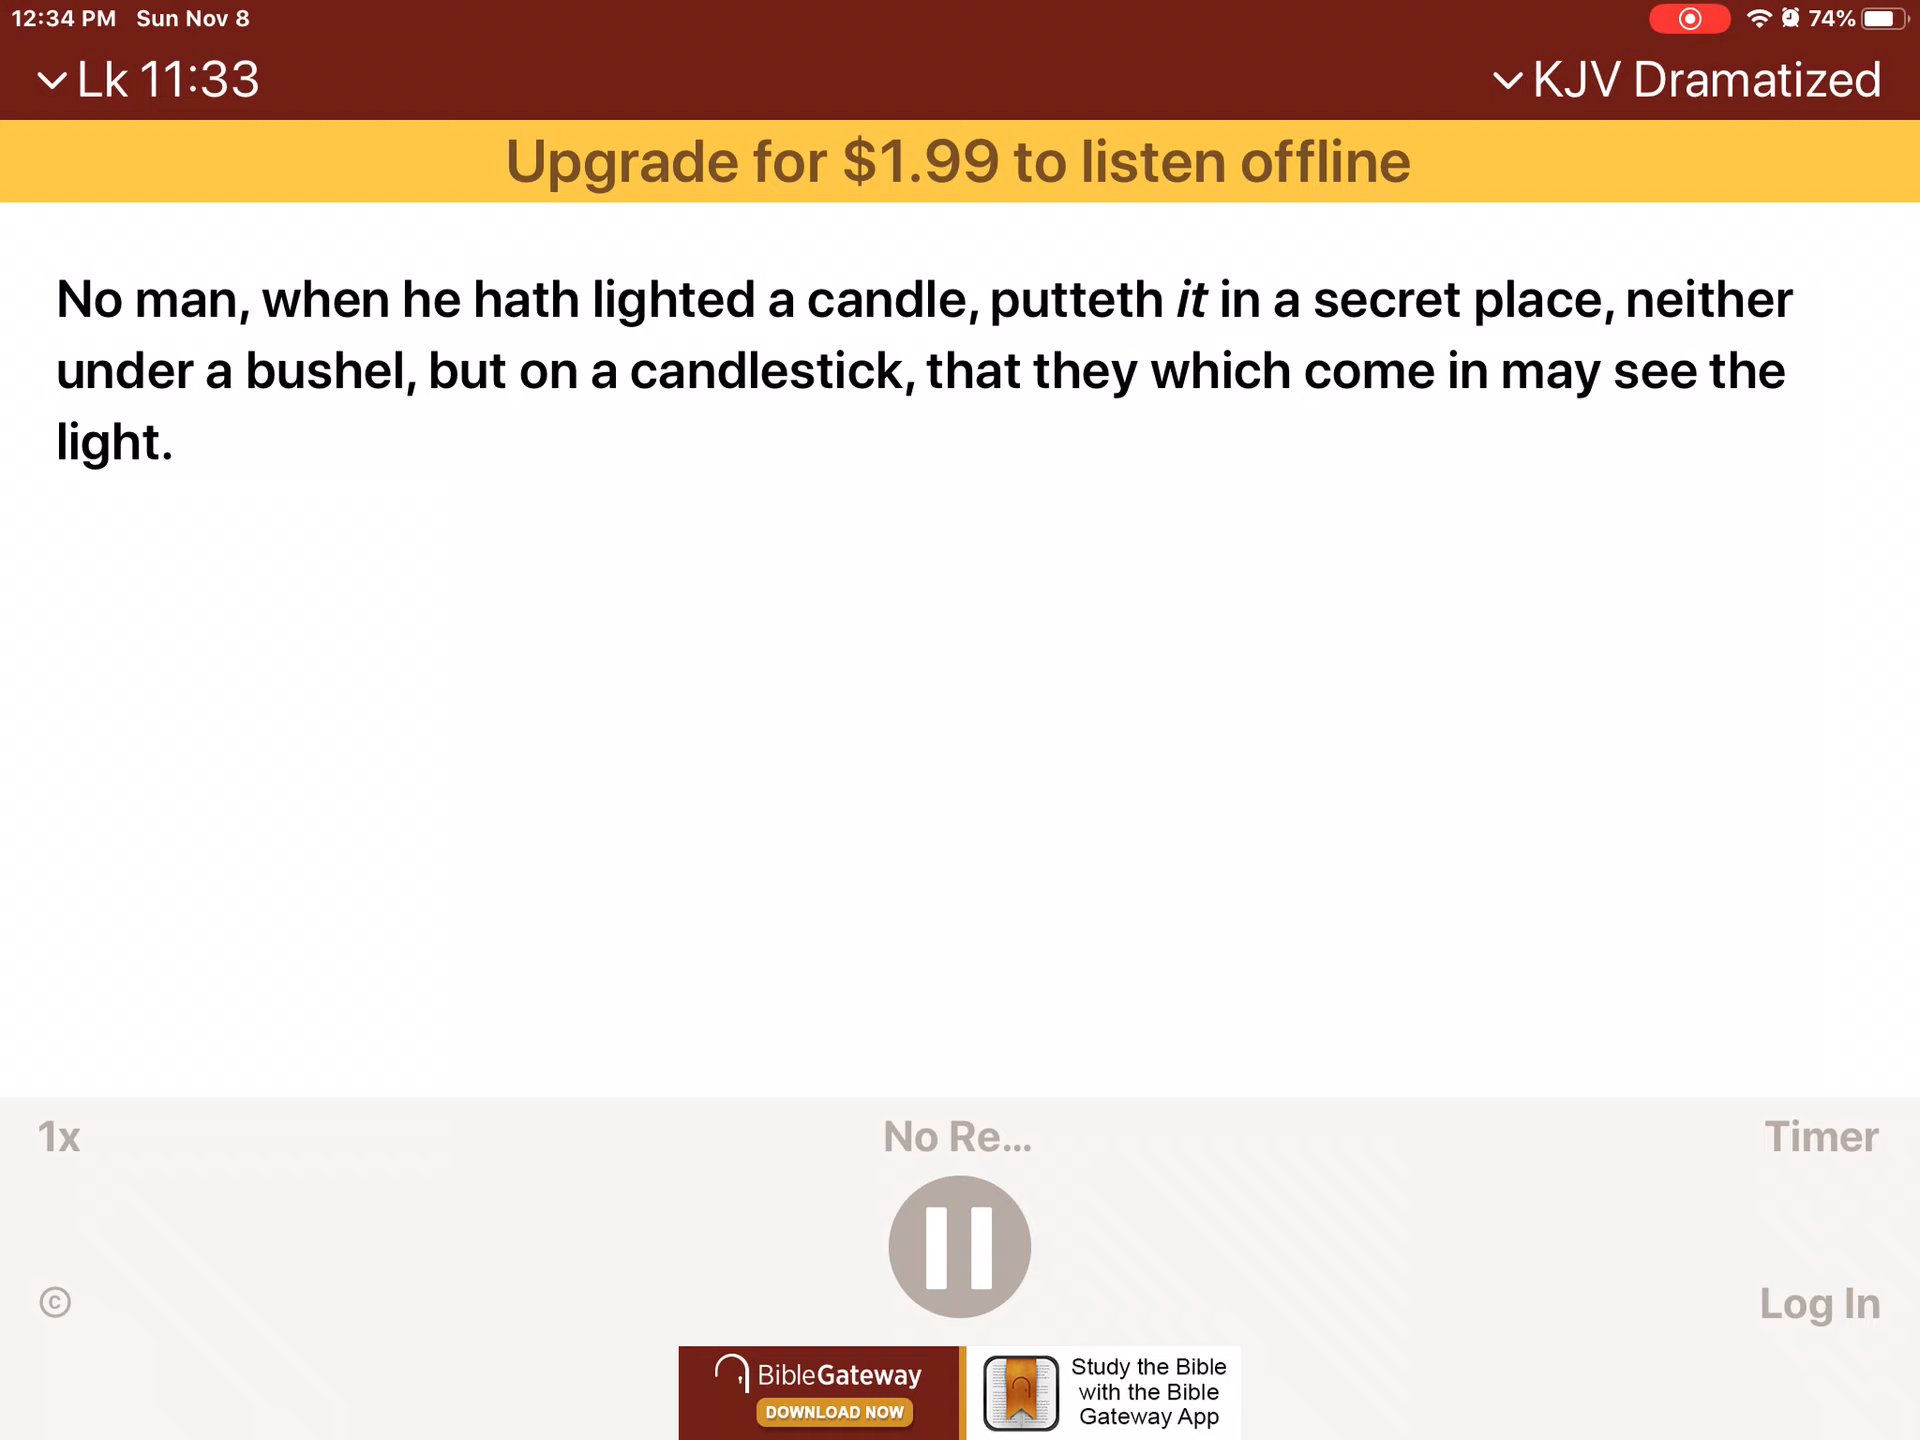 12:34 PM Sun Nov 8 74%
Lk 11:33 KJV Dramatized
Upgrade for $1.99 to listen offline
No man, when he hath lighted a candle, putteth it in a secret place, neither
under a bushel, but on a candlestick, that they which come in may see the
light.
1x No Re... Timer
© Log In
BibleGateway
DOWNLOAD NOW
Study the Bible
with the Bible
Gateway App